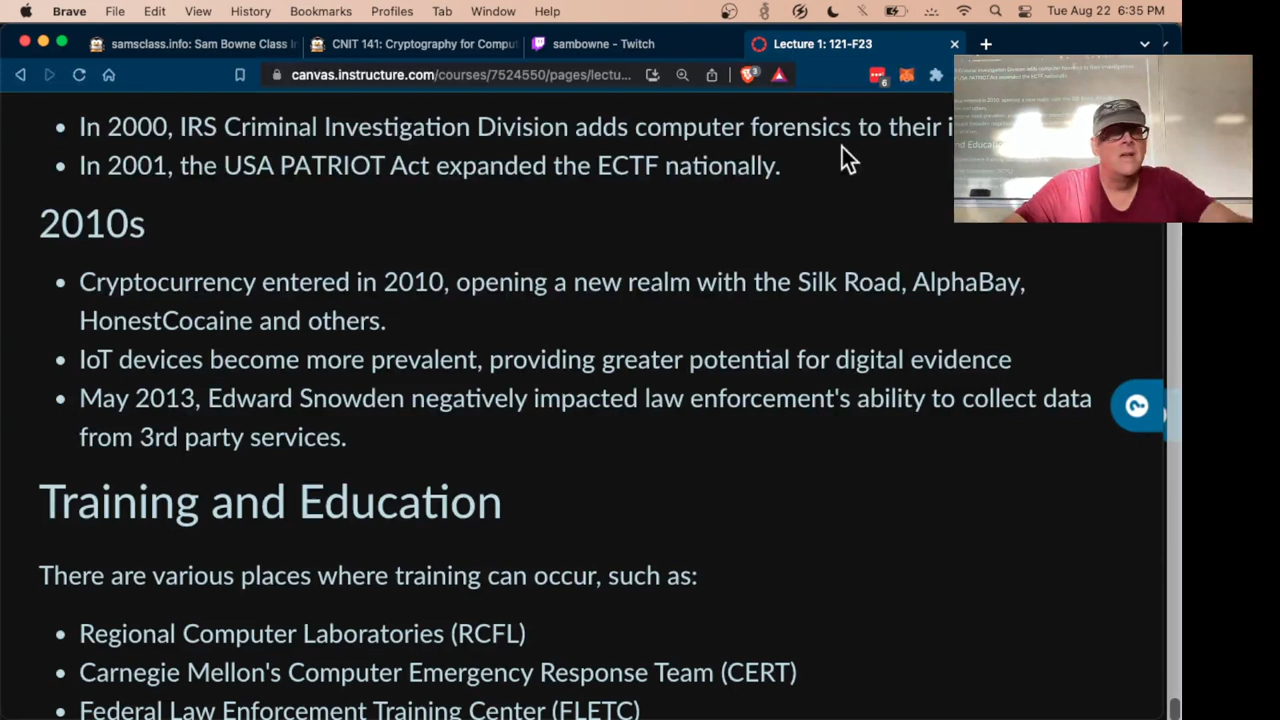 Brave File Edit View History Bookmarks Profiles Tab Window Help Tue Aug 22 6:35 PM
samsclass.info: Sam Bowne Class In CNIT 141: Cryptography for Comput sambowne - Twitch Lecture 1: 121-F23
canvas.instructure.com/courses/7524550/pages/lectu... 3 6
• In 2000, IRS Criminal Investigation Division adds computer forensics to their i
• In 2001, the USA PATRIOT Act expanded the ECTF nationally.
2010s
• Cryptocurrency entered in 2010, opening a new realm with the Silk Road, AlphaBay,
HonestCocaine and others.
• IoT devices become more prevalent, providing greater potential for digital evidence
• May 2013, Edward Snowden negatively impacted law enforcement's ability to collect data
from 3rd party services.
Training and Education
There are various places where training can occur, such as:
• Regional Computer Laboratories (RCFL)
• Carnegie Mellon's Computer Emergency Response Team (CERT)
• Federal Law Enforcement Training Center (FLETC)